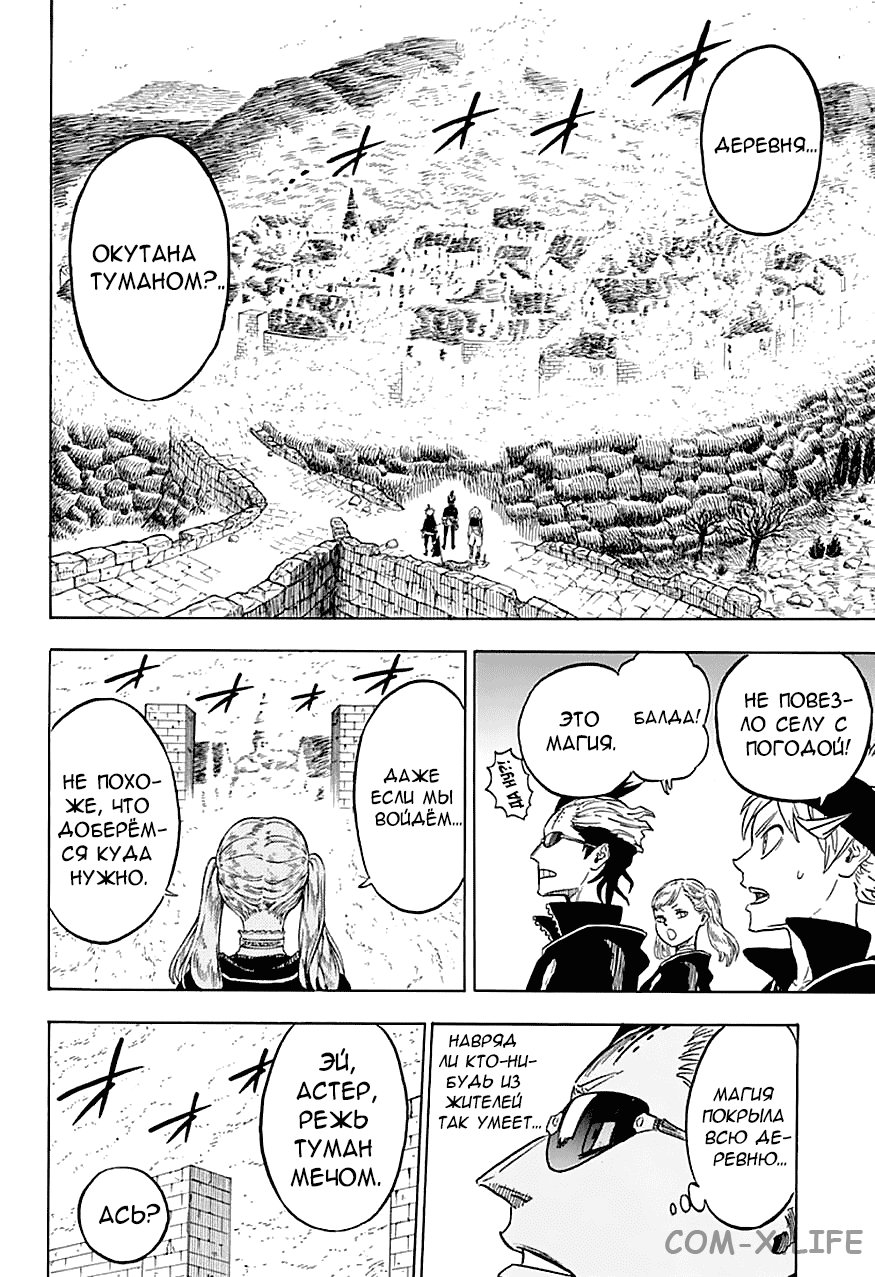 ДЕРЕВНЯ...
ОКУТАНА
ТУМАНОМ?..
НЕ ПОВЕЗ-
ЛО СЕЛУ С
ПОГОДОЙ!
БАЛДА!
ЭТО
МАГИЯ.
ДА НУ?!
ДАЖЕ
ЕСЛИ МЫ
ВОЙДЁМ...
НЕ ПОХО-
ЖЕ, ЧТО
ДОБЕРЁМ-
СЯ КУДА
НУЖНО.
МАГИЯ
ПОКРЫЛА
ВСЮ ДЕ-
РЕВНЮ...
НАВРЯД
ЛИ КТО-НИ-
БУДЬ ИЗ
ЖИТЕЛЕЙ
ТАК УМЕЕТ...
ЭЙ,
АСТЕР,
РЕЖЬ
ТУМАН
МЕЧОМ.
АСЬ?
COM-X.LIFE